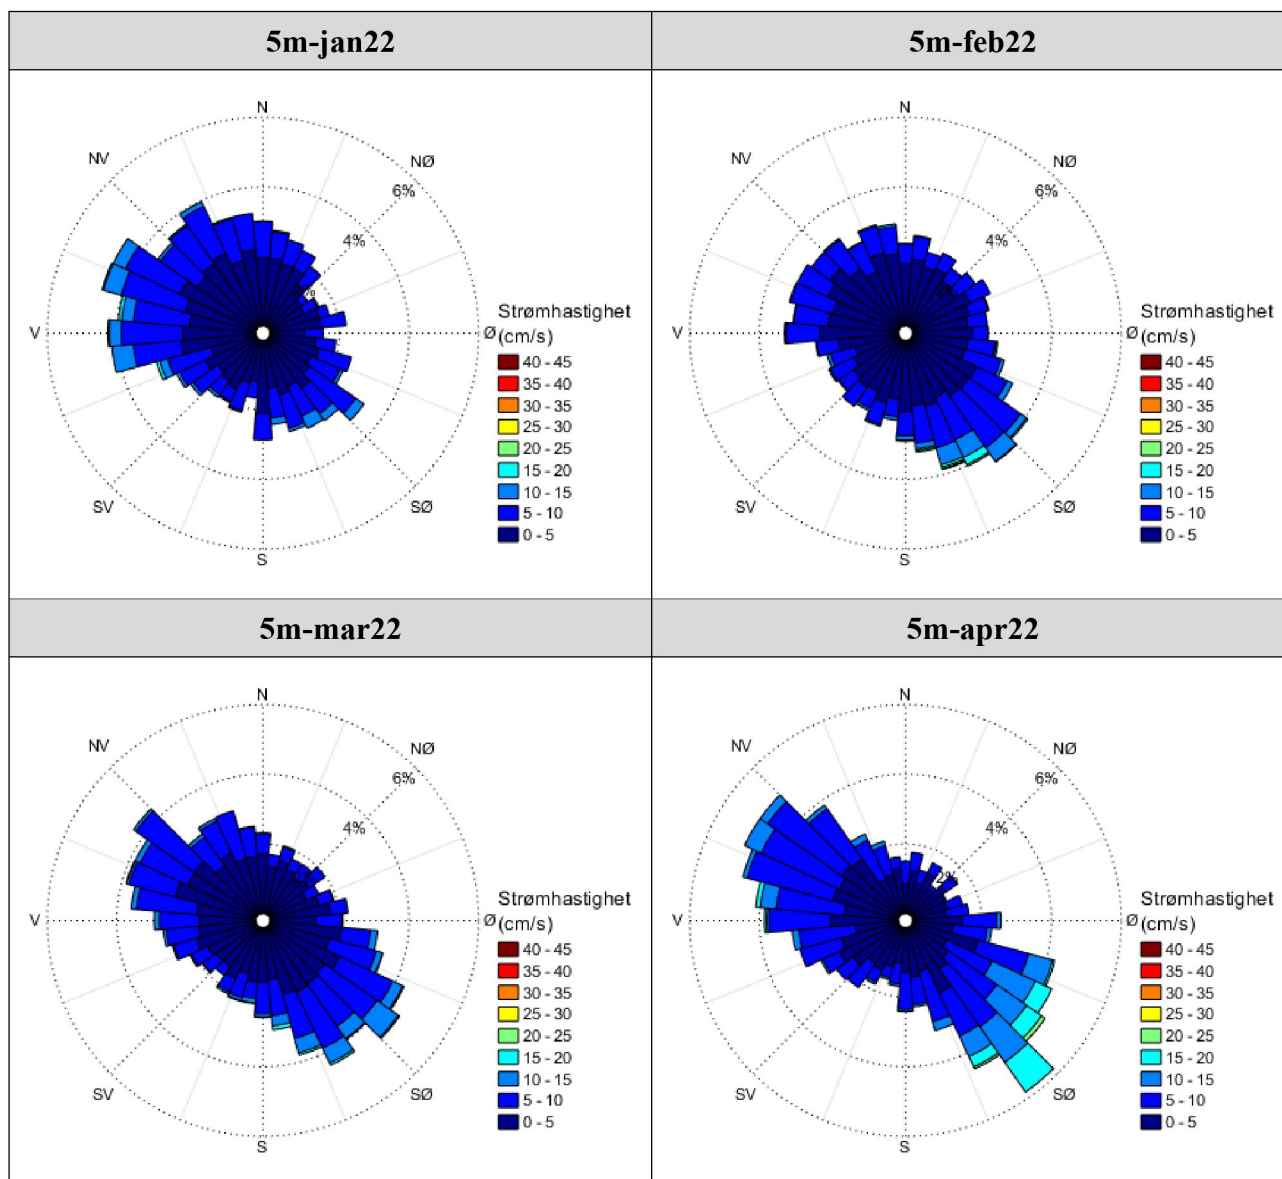 5m-jan22
5m-feb22
N
NØ
6%
4%
NV
V
Ø
SV
SØ
S
Strømhastighet
(cm/s)
40 - 45
35 - 40
30 - 35
25 - 30
20 - 25
15 - 20
10 - 15
5 - 10
0 - 5
N
NØ
6%
4%
NV
V
Ø
SV
SØ
S
Strømhastighet
(cm/s)
40 - 45
35 - 40
30 - 35
25 - 30
20 - 25
15 - 20
10 - 15
5 - 10
0 - 5
5m-mar22
5m-apr22
N
NØ
6%
4%
NV
V
Ø
SV
SØ
S
Strømhastighet
(cm/s)
40 - 45
35 - 40
30 - 35
25 - 30
20 - 25
15 - 20
10 - 15
5 - 10
0 - 5
N
NØ
6%
4%
2%
NV
V
Ø
SV
SØ
S
Strømhastighet
(cm/s)
40 - 45
35 - 40
30 - 35
25 - 30
20 - 25
15 - 20
10 - 15
5 - 10
0 - 5